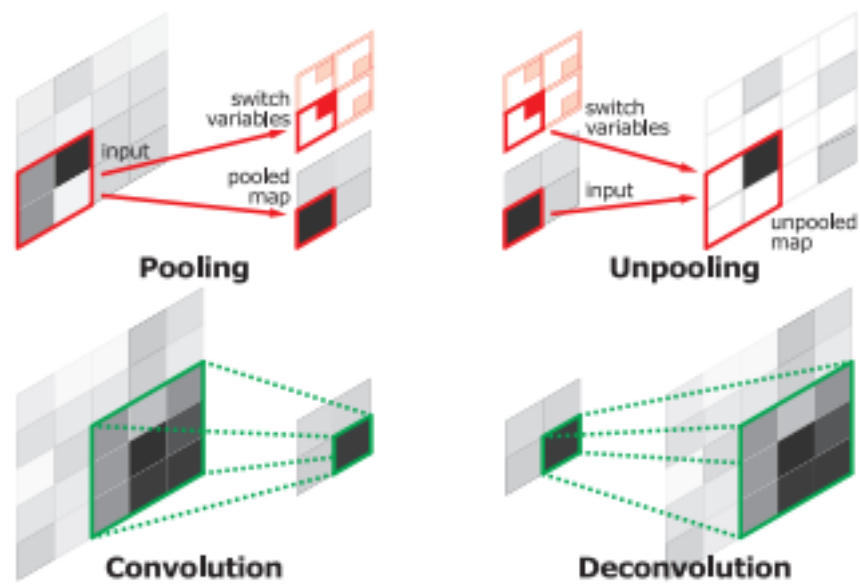 switch
variables
input
pooled
map
Pooling
switch
variables
input
unpooled
map
Unpooling
Convolution
Deconvolution